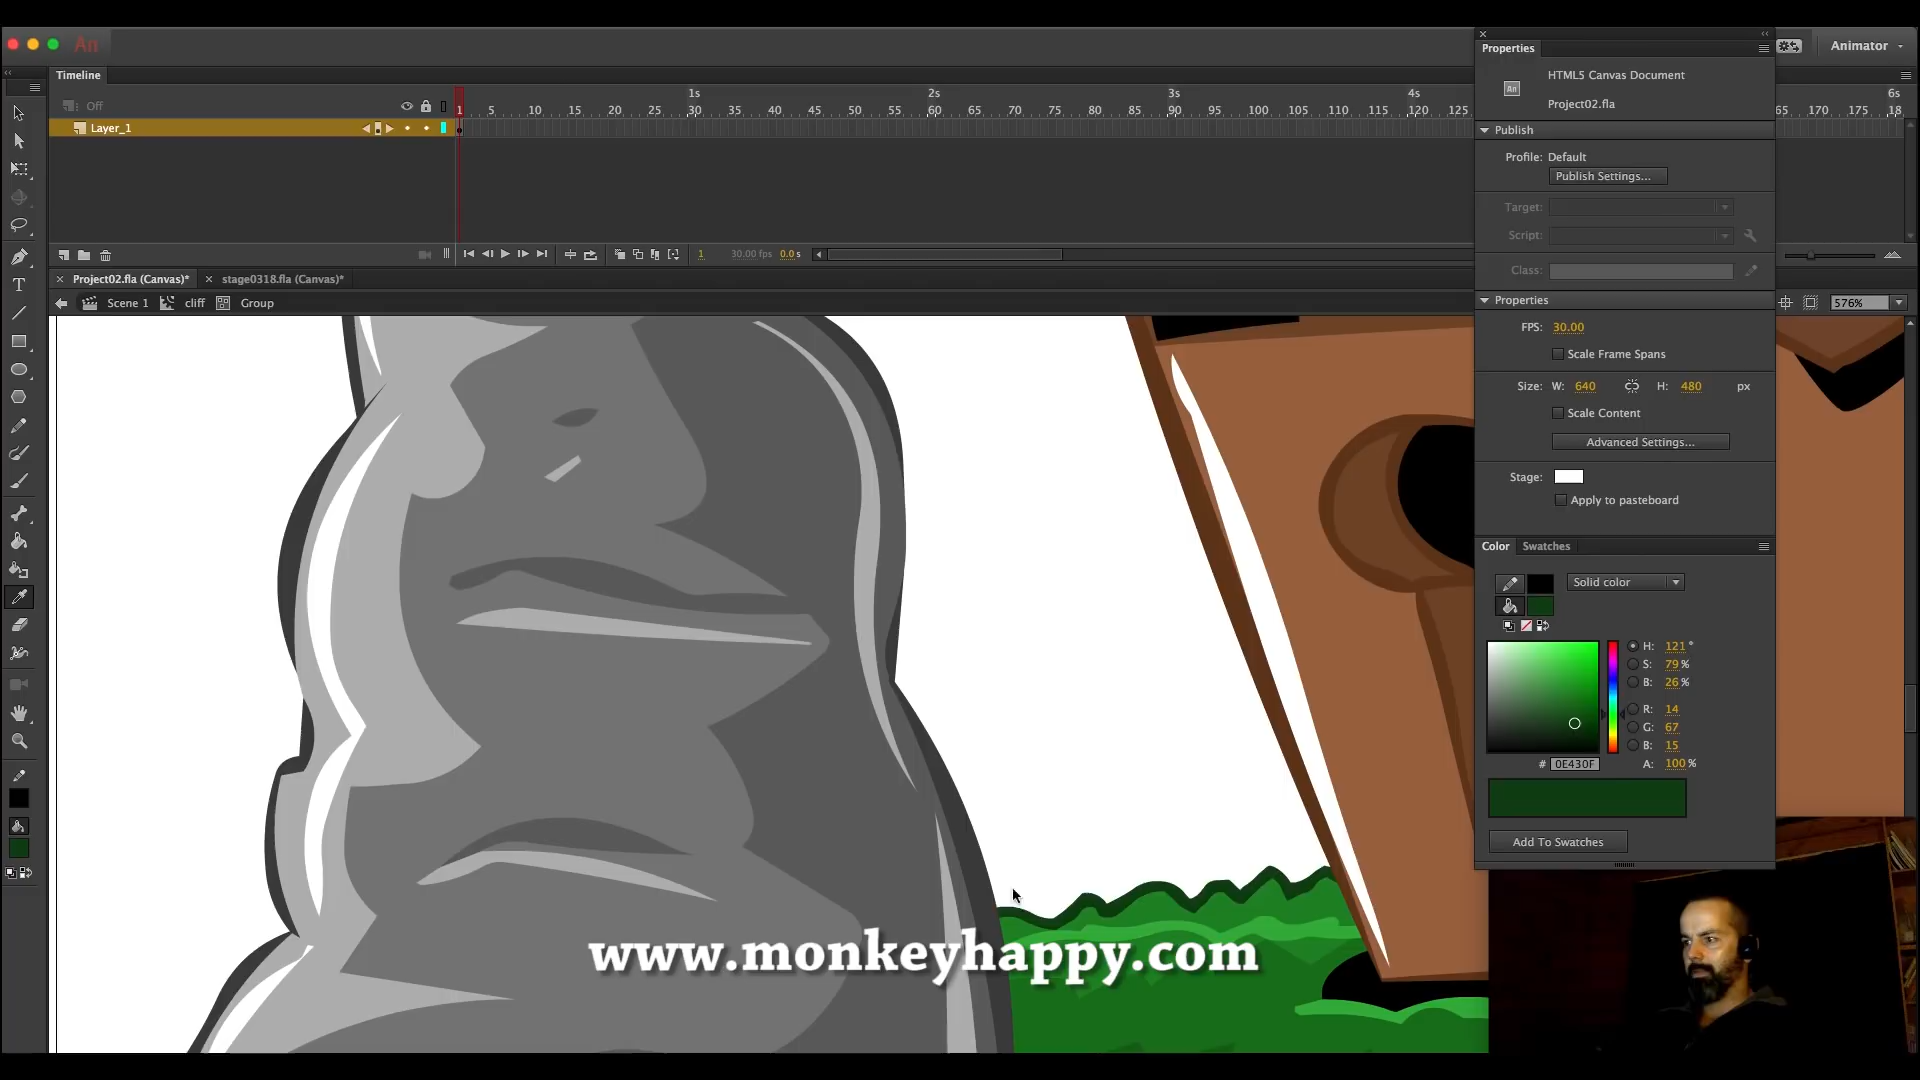 An
Animator
Timeline
Off
Layer_1
1s 2s 3s 4s 6s
1 5 10 15 20 25 30 35 40 45 50 55 60 65 70 75 80 85 90 95 100 105 110 115 120 125 65 170 175 18
1 30.00 fps 0.0 s
Project02.fla (Canvas)* stage0318.fla (Canvas)*
Scene 1 cliff Group
576%
Properties
HTML5 Canvas Document
An
Project02.fla
Publish
Profile: Default
Publish Settings...
Target:
Script:
Class:
Properties
FPS: 30.00
Scale Frame Spans
Size: W: 640 H: 480 px
Scale Content
Advanced Settings...
Stage:
Apply to pasteboard
Color Swatches
Solid color
H: 121 °
S: 79 %
B: 26 %
R: 14
G: 67
B: 15
# 0E430F A: 100 %
Add To Swatches
T
www.monkeyhappy.com